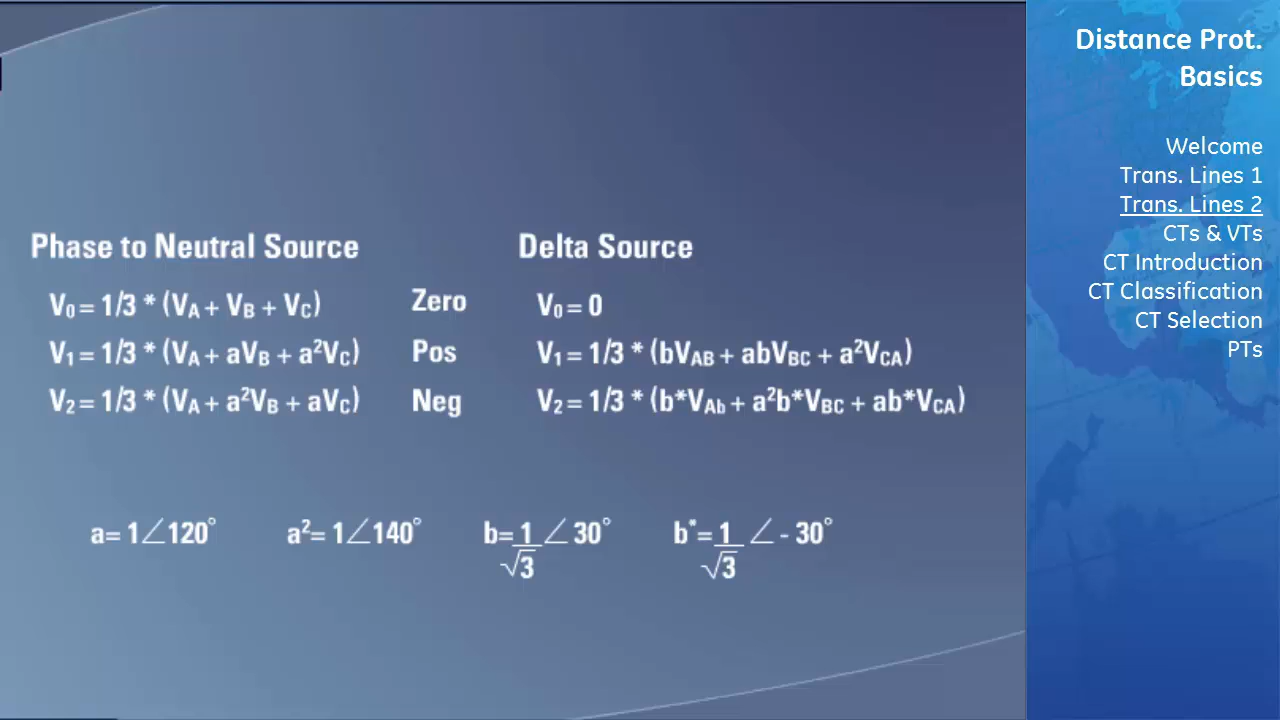 Distance Prot.
Basics
Welcome
Trans. Lines 1
Trans. Lines 2
CTs & VTs
CT Introduction
CT Classification
CT Selection
PTs
Phase to Neutral Source
Delta Source
V₀ = 1/3 * (VA + VB + VC)
Zero
V₀ = 0
V₁ = 1/3 * (VA + aVB + a²VC)
Pos
V₁ = 1/3 * (bVAB + abVBC + a²VCA)
V₂ = 1/3 * (VA + a²VB + aVC)
Neg
V₂ = 1/3 * (b*VAb + a²b*VBC + ab*VCA)
a= 1∠120°
a²= 1∠140°
b= 1/√3 ∠30°
b*= 1/√3 ∠- 30°